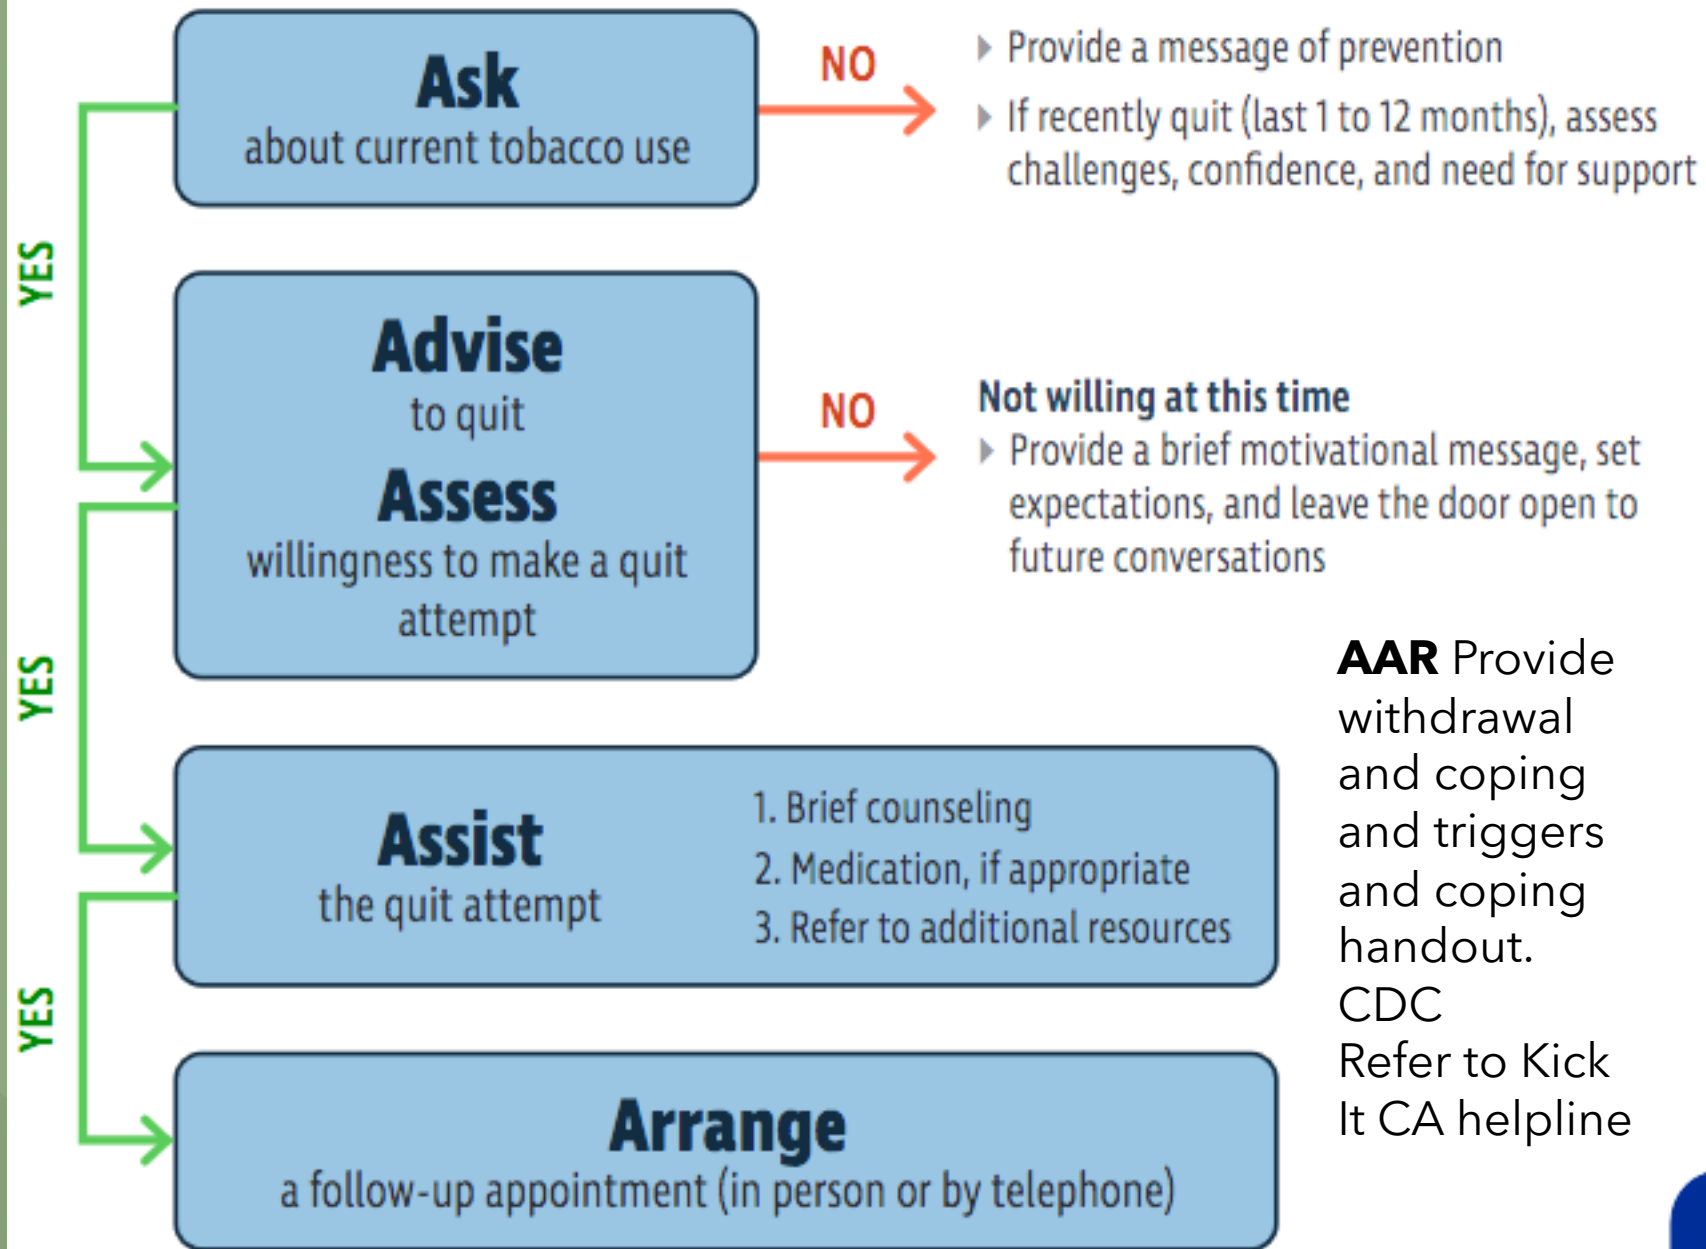 Ask
about current tobacco use
NO
▸ Provide a message of prevention
▸ If recently quit (last 1 to 12 months), assess
challenges, confidence, and need for support
YES
Advise
to quit
Assess
willingness to make a quit
attempt
NO
Not willing at this time
▸ Provide a brief motivational message, set
expectations, and leave the door open to
future conversations
YES
Assist
the quit attempt
1. Brief counseling
2. Medication, if appropriate
3. Refer to additional resources
AAR Provide
withdrawal
and coping
and triggers
and coping
handout.
CDC
Refer to Kick
It CA helpline
YES
Arrange
a follow-up appointment (in person or by telephone)